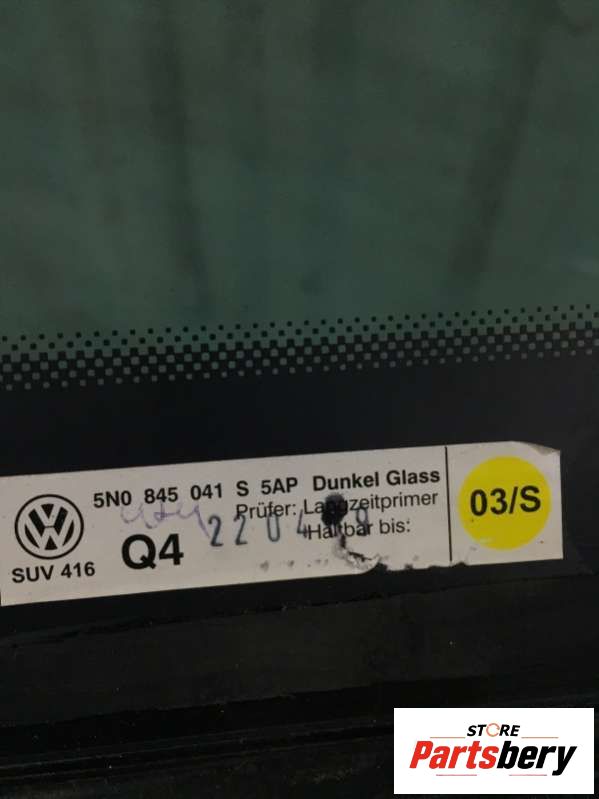 5N0 845 041 S 5AP Dunkel Glass
Prüfer: Langzeitprimer
Haltbar bis:
SUV 416
Q4
03/S
STORE
Partsbery